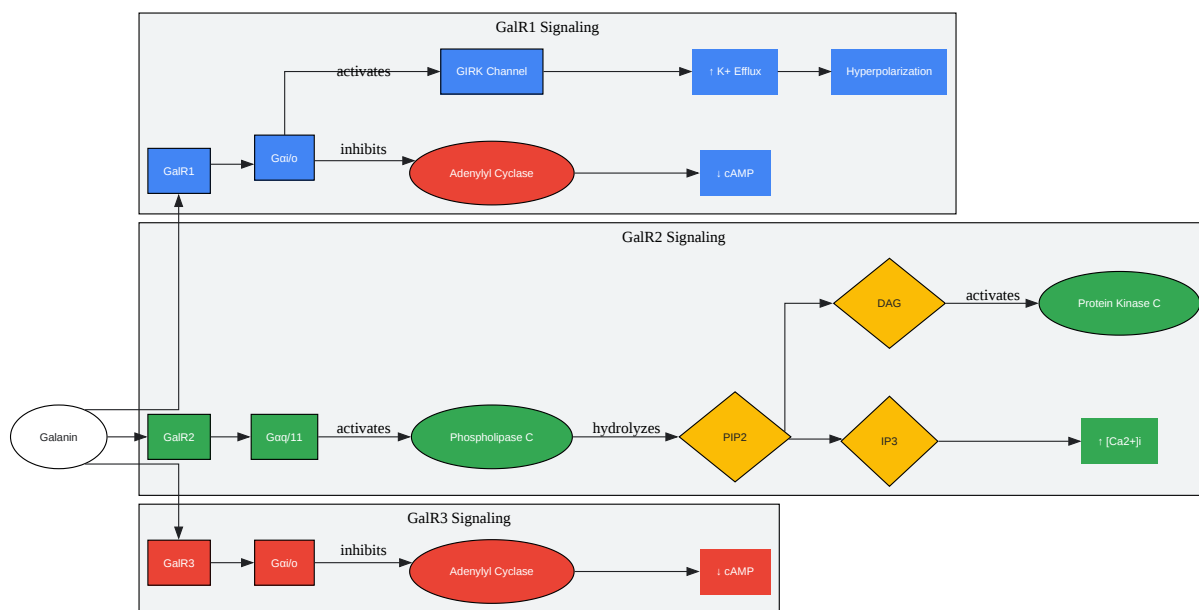 GalR1 Signaling
activates
GIRK Channel
↑ K+ Efflux
Hyperpolarization
GalR1
Gαi/o
inhibits
Adenylyl Cyclase
↓ cAMP
GalR2 Signaling
DAG
activates
Protein Kinase C
Galanin
GalR2
Gαq/11
activates
Phospholipase C
hydrolyzes
PIP2
IP3
↑ [Ca2+]i
GalR3 Signaling
GalR3
Gαi/o
inhibits
Adenylyl Cyclase
↓ cAMP